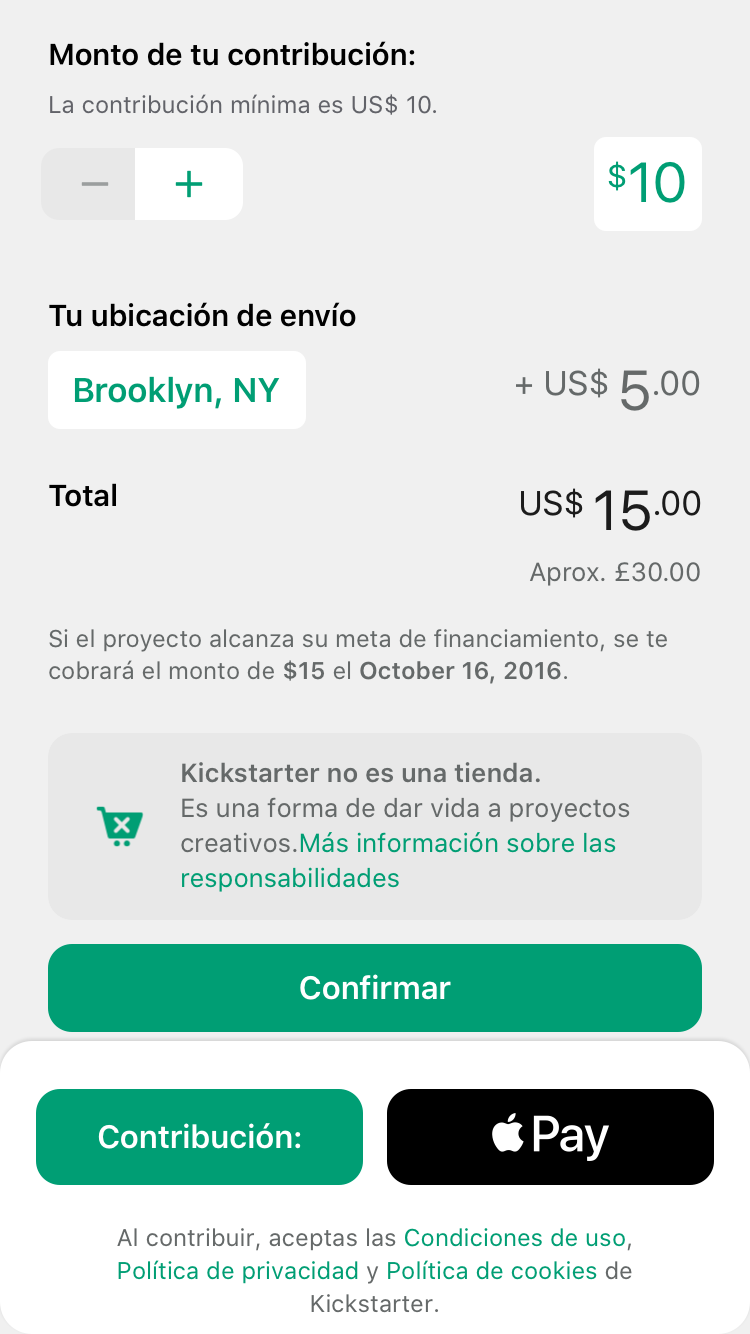 Monto de tu contribución:
La contribución mínima es US$ 10.
− +
$10
Tu ubicación de envío
Brooklyn, NY
+ US$ 5.00
Total
US$ 15.00
Aprox. £30.00
Si el proyecto alcanza su meta de financiamiento, se te
cobrará el monto de $15 el October 16, 2016.
Kickstarter no es una tienda.
Es una forma de dar vida a proyectos
creativos.Más información sobre las
responsabilidades
Confirmar
Contribución:
Pay
Al contribuir, aceptas las Condiciones de uso,
Política de privacidad y Política de cookies de
Kickstarter.